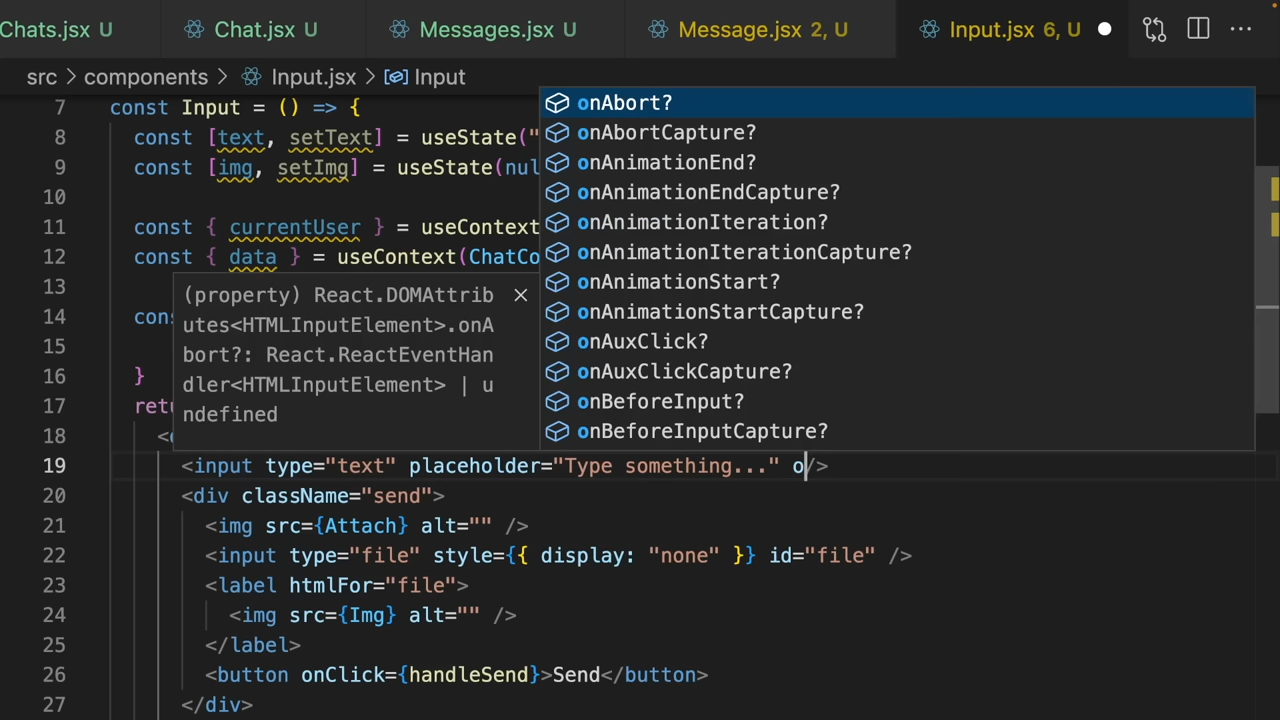 Chats.jsx U Chat.jsx U Messages.jsx U Message.jsx 2, U Input.jsx 6, U
src > components > Input.jsx > Input
7 const Input = () => {
8 const [text, setText] = useState("
9 const [img, setImg] = useState(nul
10
11 const { currentUser } = useContext
12 const { data } = useContext(ChatCo
13
14 cons
15
16 }
17 retu
18 <d
19 <input type="text" placeholder="Type something..." o/>
20 <div className="send">
21 <img src={Attach} alt="" />
22 <input type="file" style={{ display: "none" }} id="file" />
23 <label htmlFor="file">
24 <img src={Img} alt="" />
25 </label>
26 <button onClick={handleSend}>Send</button>
27 </div>
(property) React.DOMAttrib
utes<HTMLInputElement>.onA
bort?: React.ReactEventHan
dler<HTMLInputElement> | u
ndefined
onAbort?
onAbortCapture?
onAnimationEnd?
onAnimationEndCapture?
onAnimationIteration?
onAnimationIterationCapture?
onAnimationStart?
onAnimationStartCapture?
onAuxClick?
onAuxClickCapture?
onBeforeInput?
onBeforeInputCapture?